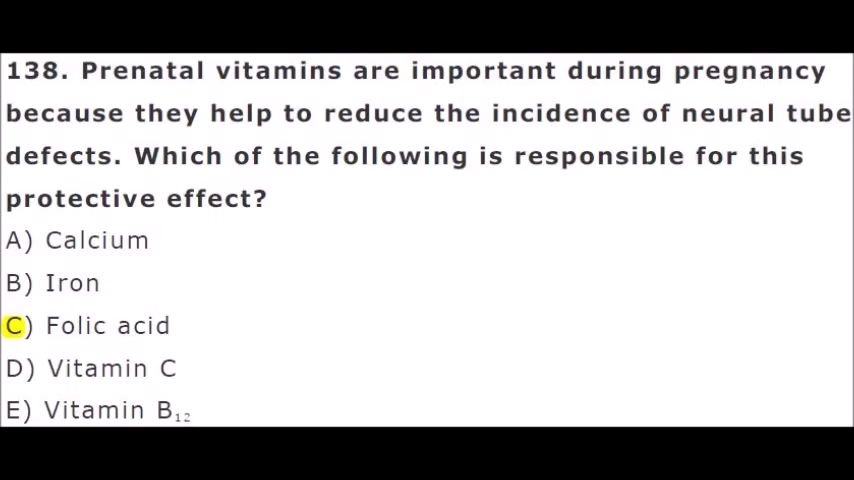 138. Prenatal vitamins are important during pregnancy
because they help to reduce the incidence of neural tube
defects. Which of the following is responsible for this
protective effect?
A) Calcium
B) Iron
C) Folic acid
D) Vitamin C
E) Vitamin B₁₂